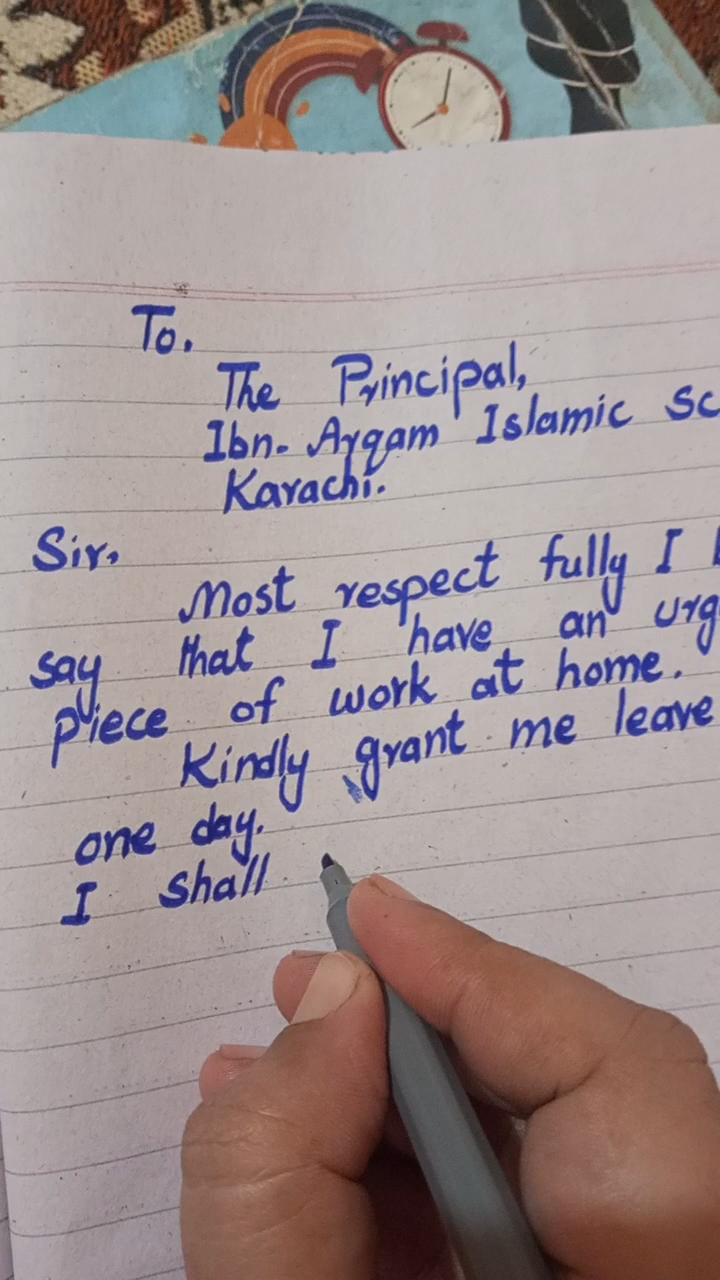 To.
The Principal,
Ibn. Arqam Islamic Sc
Karachi.
Sir,
Most respect fully I
say that I have an urg
piece of work at home.
Kindly grant me leave
one day.
I shall